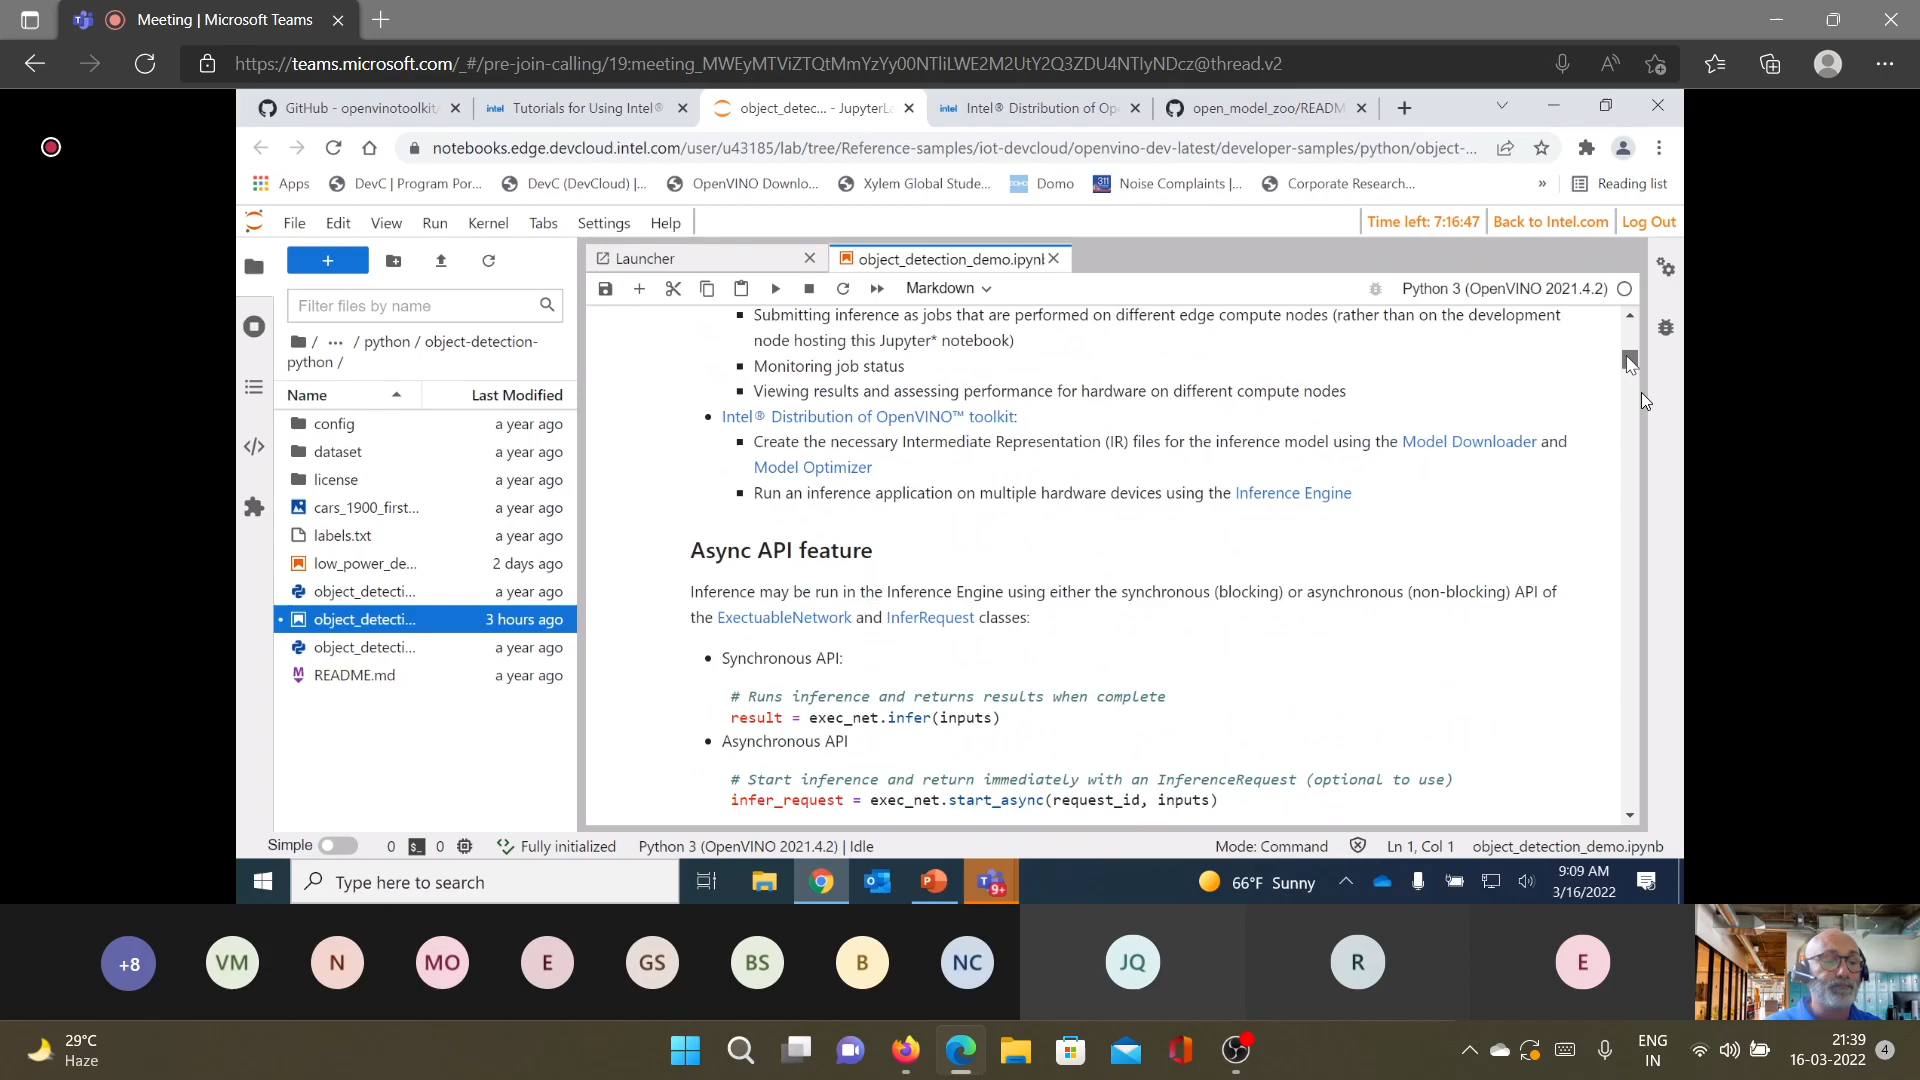 Meeting | Microsoft Teams
https://teams.microsoft.com/_#/pre-join-calling/19:meeting_MWEyMTViZTQtMmYzYy00NTliLWE2M2UtY2Q3ZDU4NTIyNDcz@thread.v2
GitHub - openvinotoolkit
Tutorials for Using Intel®
object_detec... - JupyterLa
Intel® Distribution of Op
open_model_zoo/READM
notebooks.edge.devcloud.intel.com/user/u43185/lab/tree/Reference-samples/iot-devcloud/openvino-dev-latest/developer-samples/python/object-...
Apps
DevC | Program Por...
DevC (DevCloud) |...
OpenVINO Downlo...
Xylem Global Stude...
Domo
Noise Complaints |...
Corporate Research...
»
Reading list
File Edit View Run Kernel Tabs Settings Help
Time left: 7:16:47
Back to Intel.com
Log Out
Launcher
object_detection_demo.ipynb
Filter files by name
Markdown
Python 3 (OpenVINO 2021.4.2)
/ ... / python / object-detection-
python /
Name Last Modified
config a year ago
dataset a year ago
license a year ago
cars_1900_first... a year ago
labels.txt a year ago
low_power_de... 2 days ago
object_detecti... a year ago
object_detecti... 3 hours ago
object_detecti... a year ago
README.md a year ago
Submitting inference as jobs that are performed on different edge compute nodes (rather than on the development
node hosting this Jupyter* notebook)
Monitoring job status
Viewing results and assessing performance for hardware on different compute nodes
Intel® Distribution of OpenVINO™ toolkit:
Create the necessary Intermediate Representation (IR) files for the inference model using the Model Downloader and
Model Optimizer
Run an inference application on multiple hardware devices using the Inference Engine
Async API feature
Inference may be run in the Inference Engine using either the synchronous (blocking) or asynchronous (non-blocking) API of
the ExectuableNetwork and InferRequest classes:
Synchronous API:
# Runs inference and returns results when complete
result = exec_net.infer(inputs)
Asynchronous API
# Start inference and return immediately with an InferenceRequest (optional to use)
infer_request = exec_net.start_async(request_id, inputs)
Simple
0
0
Fully initialized
Python 3 (OpenVINO 2021.4.2) | Idle
Mode: Command
Ln 1, Col 1
object_detection_demo.ipynb
Type here to search
9+
66°F Sunny
9:09 AM
3/16/2022
+8
VM
N
MO
E
GS
BS
B
NC
JQ
R
E
29°C
Haze
ENG
IN
21:39
16-03-2022
4